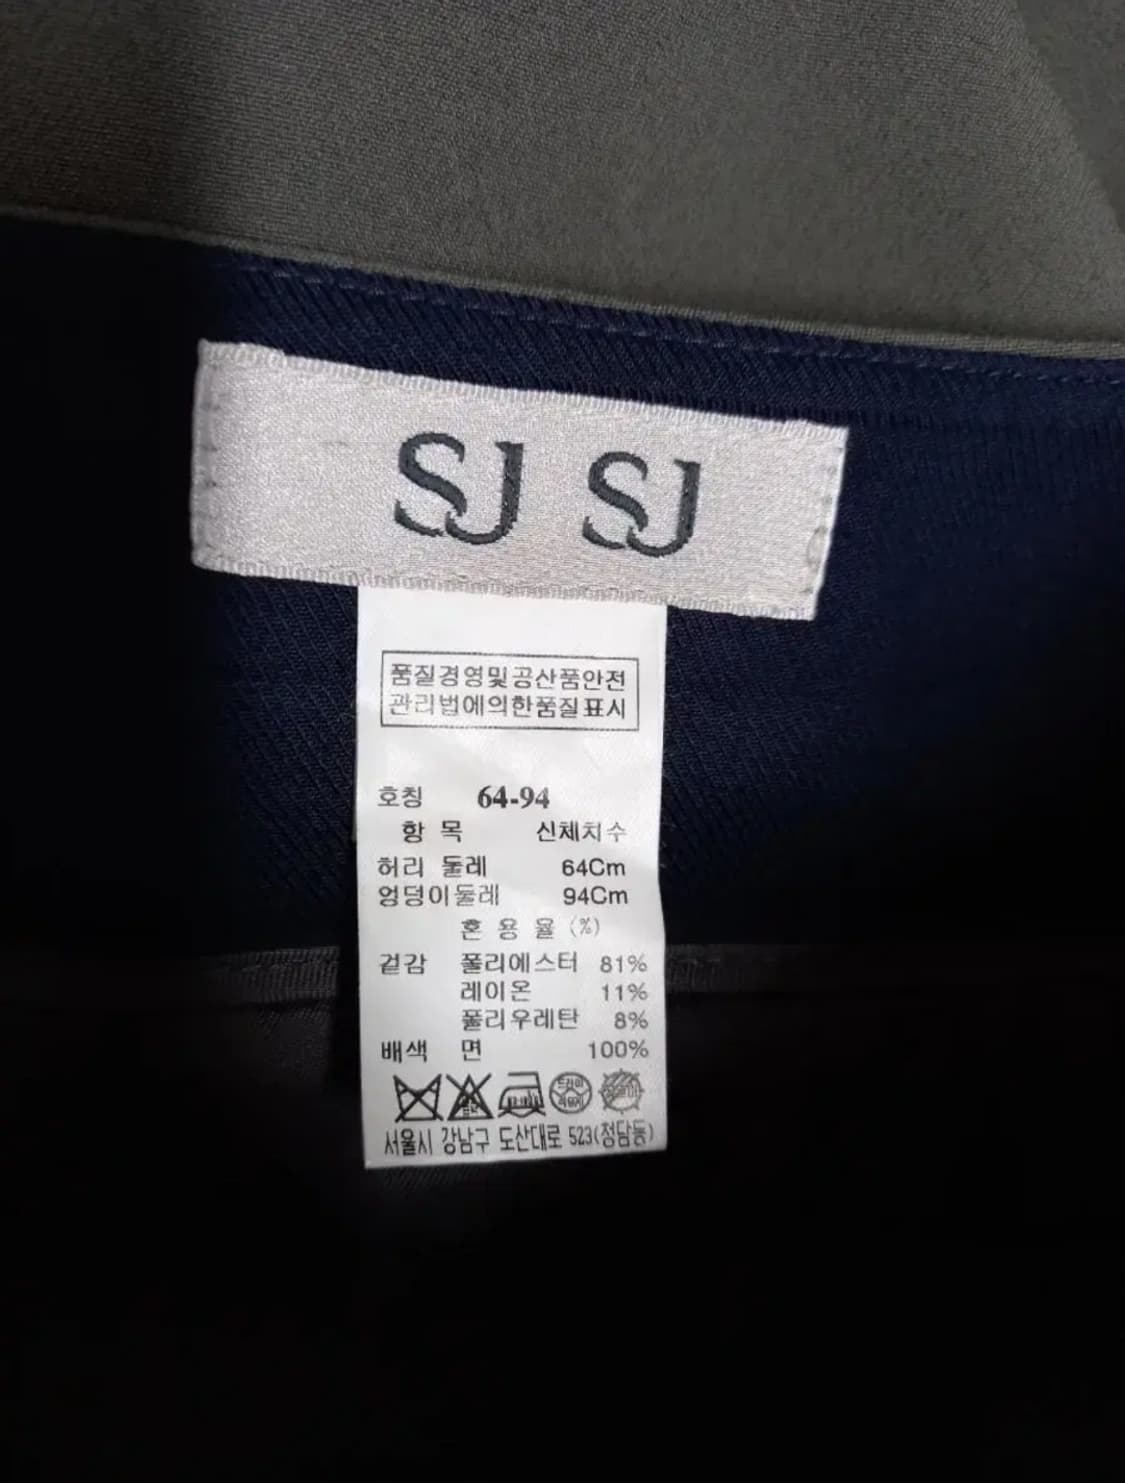 SJ SJ
품질경영및공산품안전
관리법에의한품질표시
호칭 64-94
항 목 신체치수
허리 둘레 64Cm
엉덩이둘레 94Cm
혼 용 율 (%)
겉감 폴리에스터 81%
레이온 11%
폴리우레탄 8%
배색 면 100%
드라이
서울시 강남구 도산대로 523(청담동)